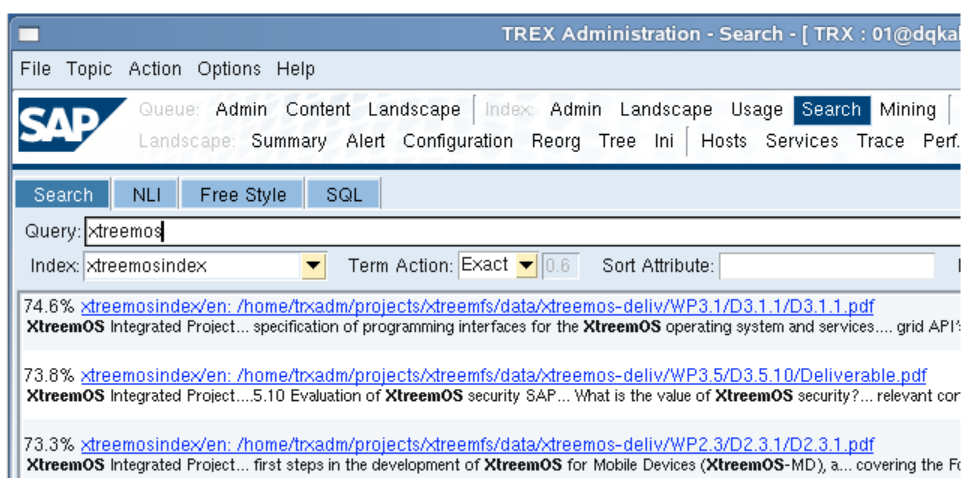 TREX Administration - Search - [ TRX : 01@dqkal
File Topic Action Options Help
SAP
Queue: Admin Content Landscape Index: Admin Landscape Usage Search Mining
Landscape: Summary Alert Configuration Reorg Tree Ini Hosts Services Trace Perf.
Search NLI Free Style SQL
Query: xtreemos
Index: xtreemosindex Term Action: Exact 0.6 Sort Attribute:
74.6% xtreemosindex/en: /home/trxadm/projects/xtreemfs/data/xtreemos-deliv/WP3.1/D3.1.1/D3.1.1.pdf
XtreemOS Integrated Project... specification of programming interfaces for the XtreemOS operating system and services.... grid API's
73.8% xtreemosindex/en: /home/trxadm/projects/xtreemfs/data/xtreemos-deliv/WP3.5/D3.5.10/Deliverable.pdf
XtreemOS Integrated Project....5.10 Evaluation of XtreemOS security SAP... What is the value of XtreemOS security?... relevant con
73.3% xtreemosindex/en: /home/trxadm/projects/xtreemfs/data/xtreemos-deliv/WP2.3/D2.3.1/D2.3.1.pdf
XtreemOS Integrated Project... first steps in the development of XtreemOS for Mobile Devices (XtreemOS-MD), a... covering the Fo